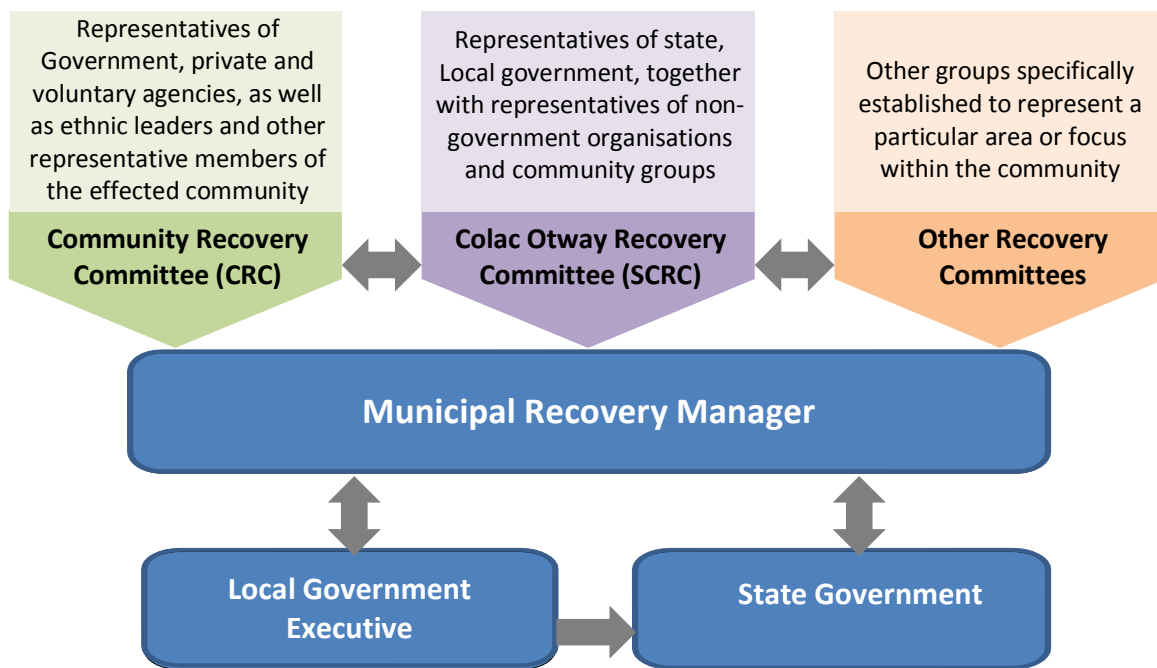 Representatives of
Government, private and
voluntary agencies, as well
as ethnic leaders and other
representative members of
the effected community
Community Recovery
Committee (CRC)
Representatives of state,
Local government, together
with representatives of non-
government organisations
and community groups
Colac Otway Recovery
Committee (SCRC)
Other groups specifically
established to represent a
particular area or focus
within the community
Other Recovery
Committees
Municipal Recovery Manager
Local Government
Executive
State Government